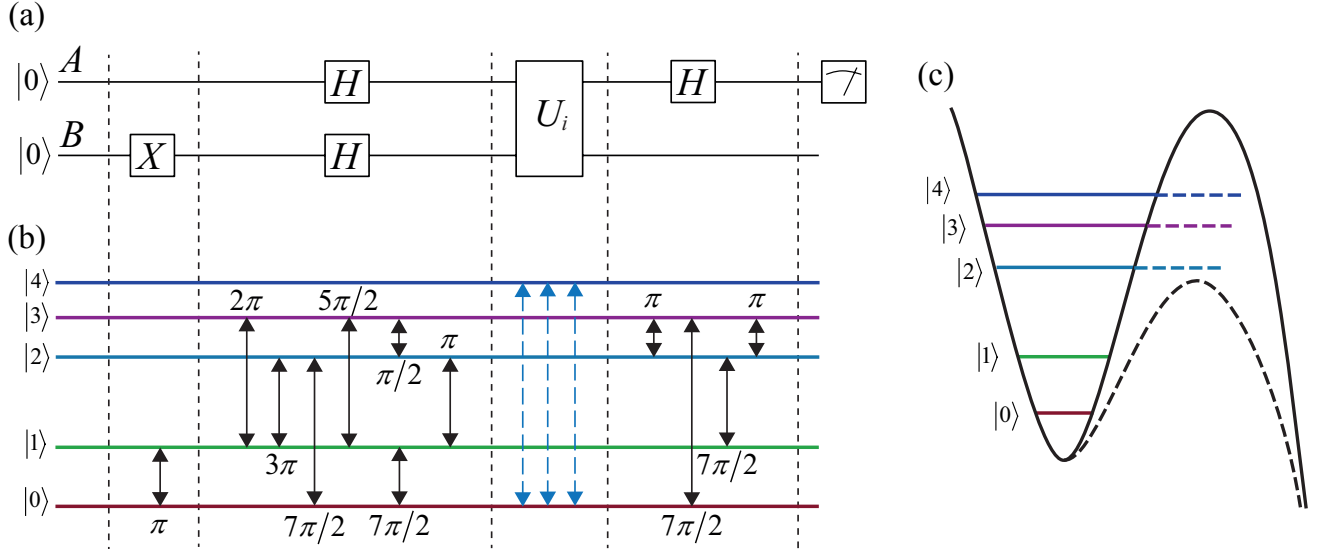 (a)
|0⟩ A H U_i H
|0⟩ B X H
(b)
|4⟩
|3⟩ 2π 5π/2 π π
|2⟩ π/2 π
|1⟩ 3π 7π/2
|0⟩ π 7π/2 7π/2 7π/2
(c)
|4⟩
|3⟩
|2⟩
|1⟩
|0⟩